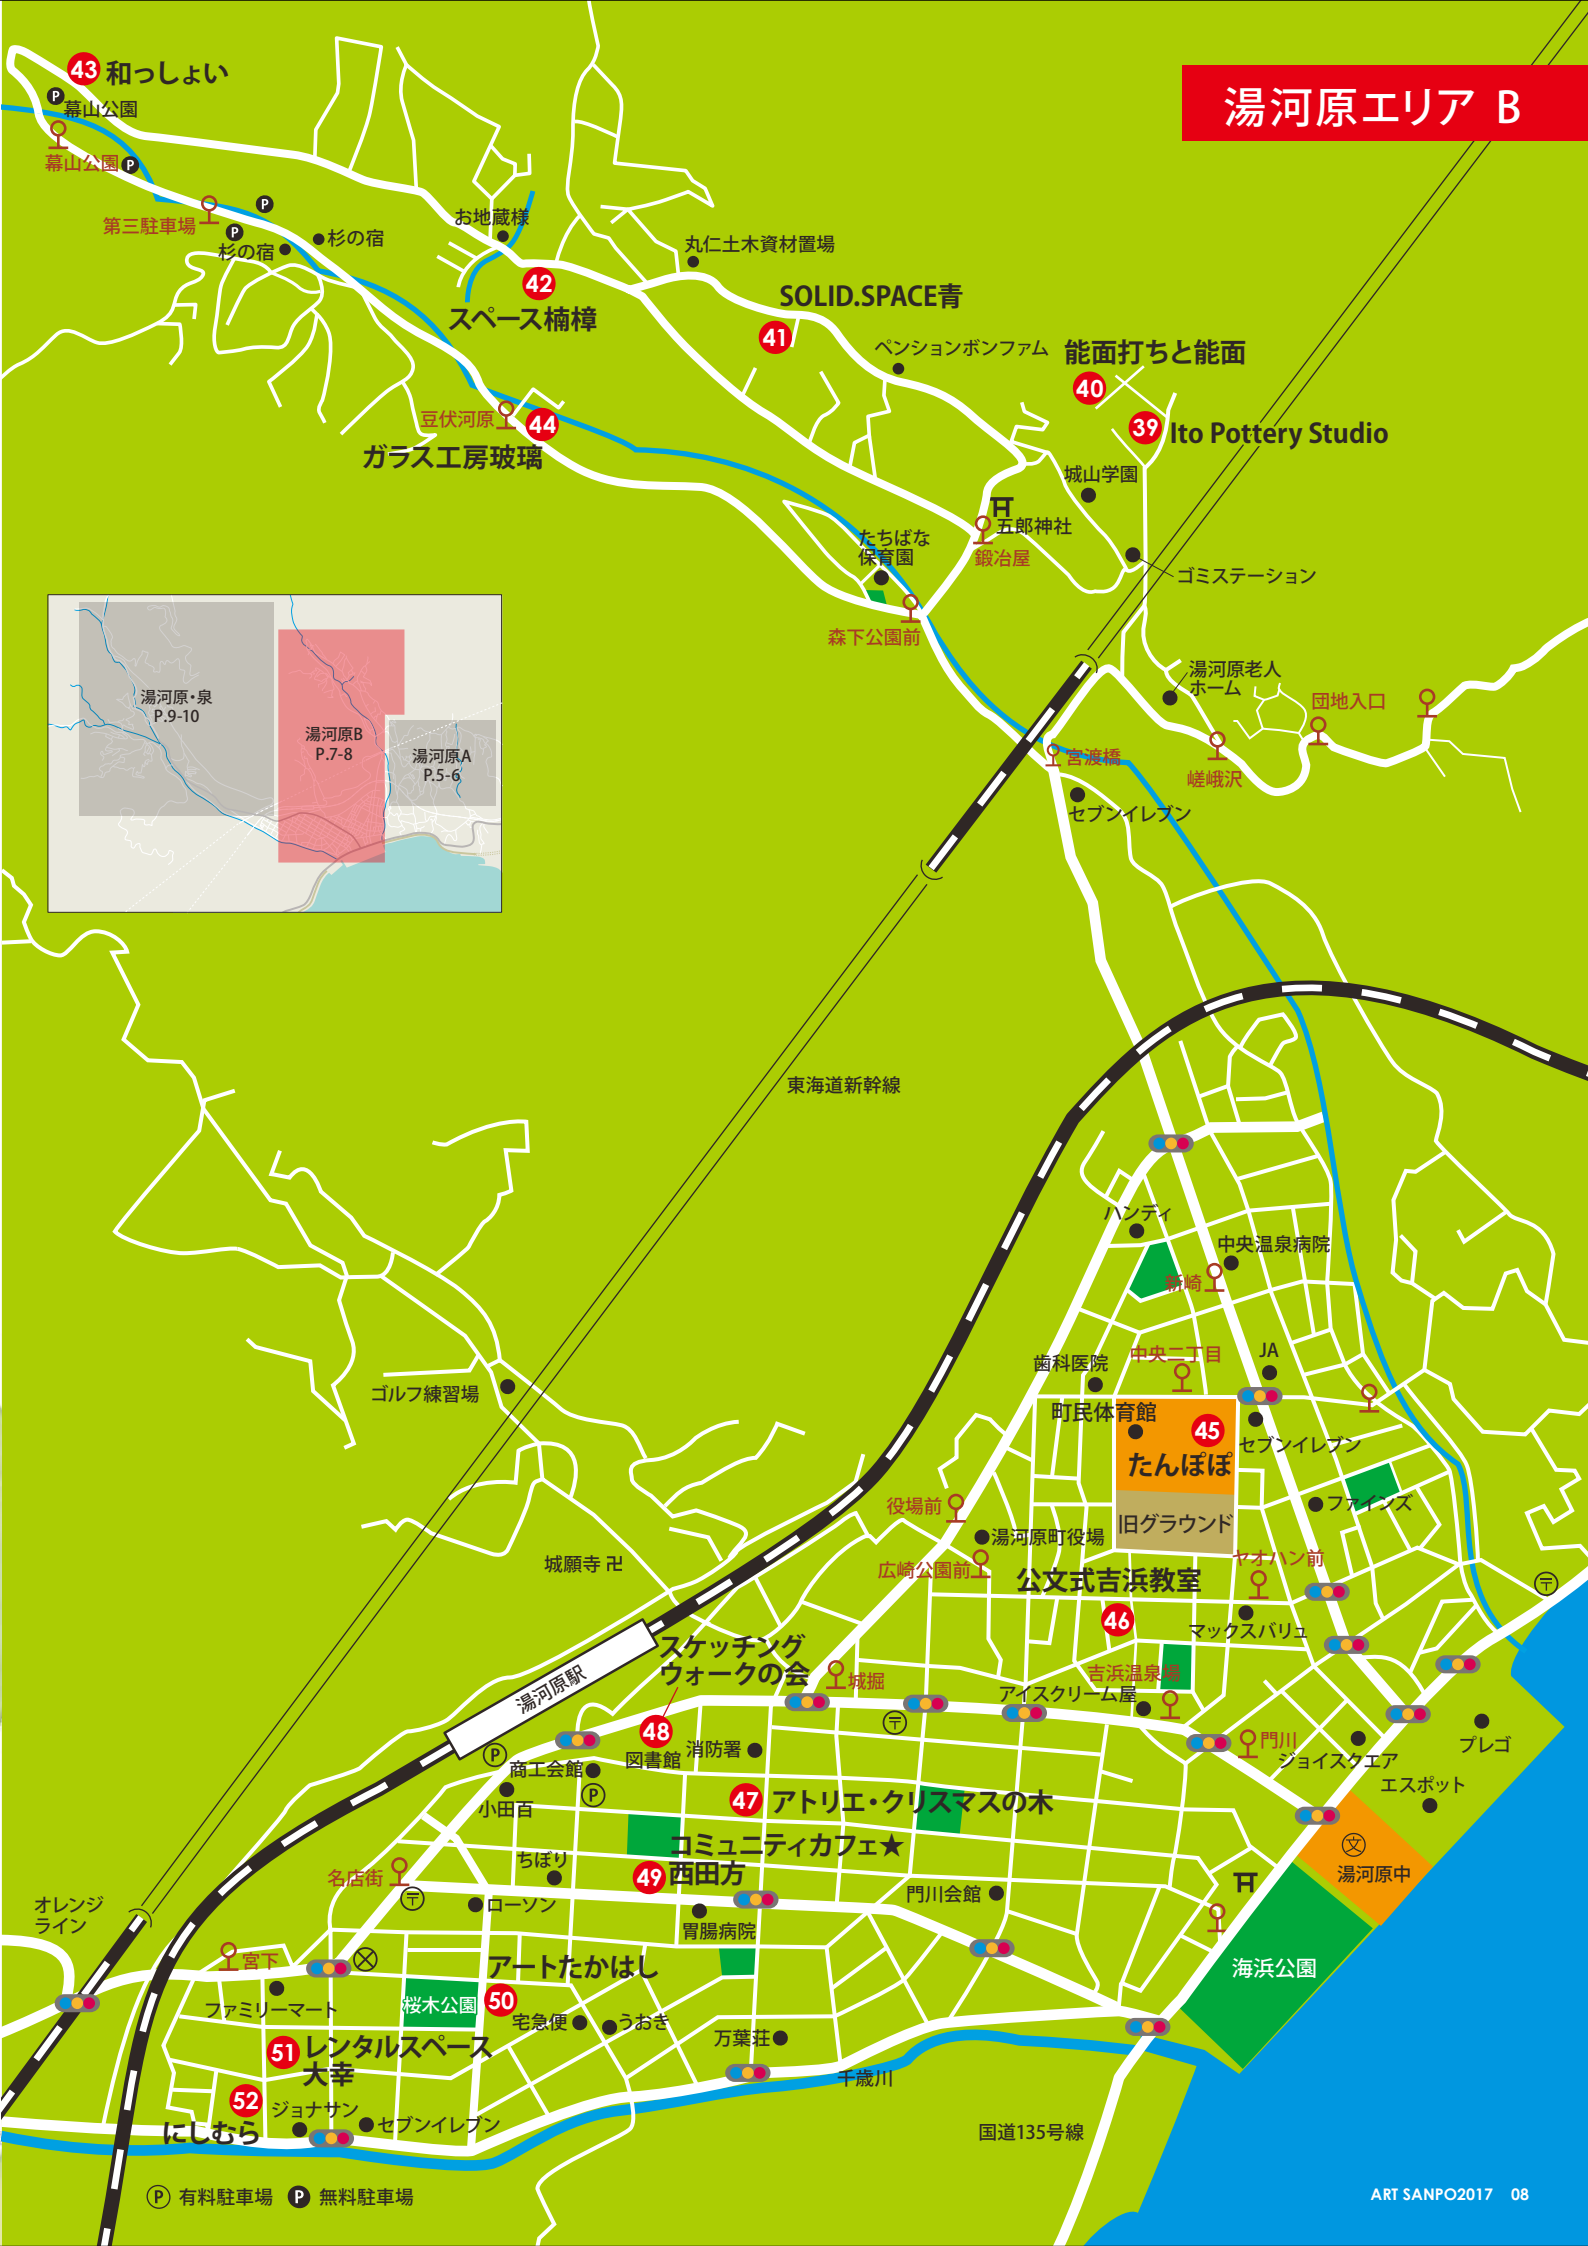 湯河原エリア B
43 和っしょい
P
幕山公園
幕山公園 P
第三駐車場
P
P
杉の宿
杉の宿
お地蔵様
丸仁土木資材置場
42
スペース楠樟
SOLID.SPACE青
41
ペンションボンファム
能面打ちと能面
40
39 Ito Pottery Studio
豆伏河原
44
ガラス工房玻璃
城山学園
五郎神社
鍛冶屋
たちばな
保育園
ゴミステーション
森下公園前
湯河原・泉
P.9-10
湯河原B
P.7-8
湯河原A
P.5-6
湯河原老人
ホーム
団地入口
嵯峨沢
宮渡橋
セブンイレブン
東海道新幹線
ハンディ
中央温泉病院
新崎
歯科医院
中央二丁目
JA
ゴルフ練習場
町民体育館
45
たんぽぽ
セブンイレブン
旧グラウンド
ファインズ
役場前
湯河原町役場
広崎公園前
城願寺 卍
ヤオハン前
公文式吉浜教室
46
マックスバリュ
〒
スケッチング
ウォークの会
城掘
吉浜温泉場
アイスクリーム屋
湯河原駅
48
図書館
消防署
〒
門川
ジョイスクエア
プレゴ
エスポット
P
商工会館
P
小田百
47 アトリエ・クリスマスの木
コミュニティカフェ★
49 西田方
文
湯河原中
ちぼり
名店街
〒
ローソン
門川会館
胃腸病院
オレンジ
ライン
宮下
アートたかはし
海浜公園
ファミリーマート
桜木公園
50
宅急便
うおき
万葉荘
51 レンタルスペース
大幸
千歳川
52
にしむら
ジョナサン
セブンイレブン
国道135号線
P 有料駐車場 P 無料駐車場
ART SANPO2017 08